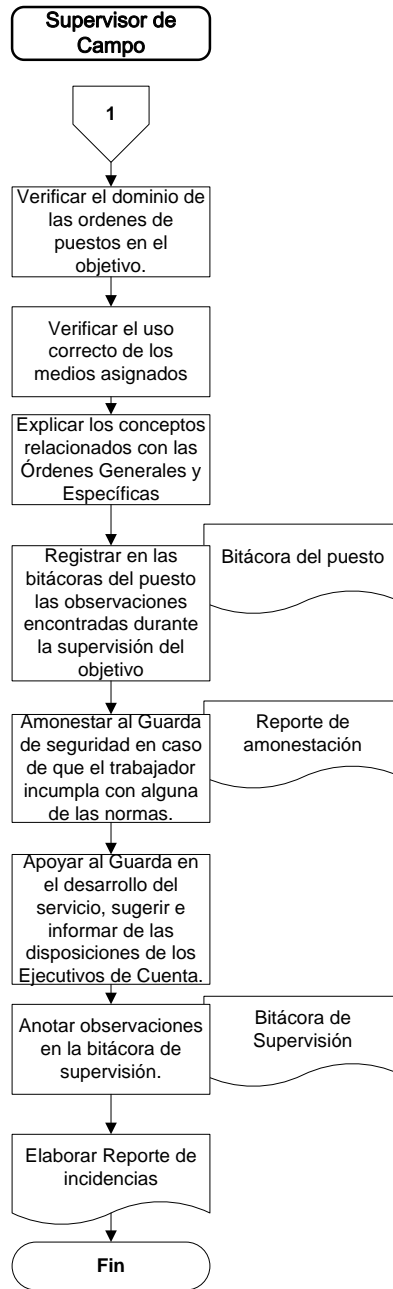 Supervisor de
Campo
1
Verificar el dominio de
las ordenes de
puestos en el
objetivo.
Verificar el uso
correcto de los
medios asignados
Explicar los conceptos
relacionados con las
Órdenes Generales y
Específicas
Registrar en las
bitácoras del puesto
las observaciones
encontradas durante
la supervisión del
objetivo
Bitácora del puesto
Amonestar al Guarda
de seguridad en caso
de que el trabajador
incumpla con alguna
de las normas.
Reporte de
amonestación
Apoyar al Guarda en
el desarrollo del
servicio, sugerir e
informar de las
disposiciones de los
Ejecutivos de Cuenta.
Anotar observaciones
en la bitácora de
supervisión.
Bitácora de
Supervisión
Elaborar Reporte de
incidencias
Fin